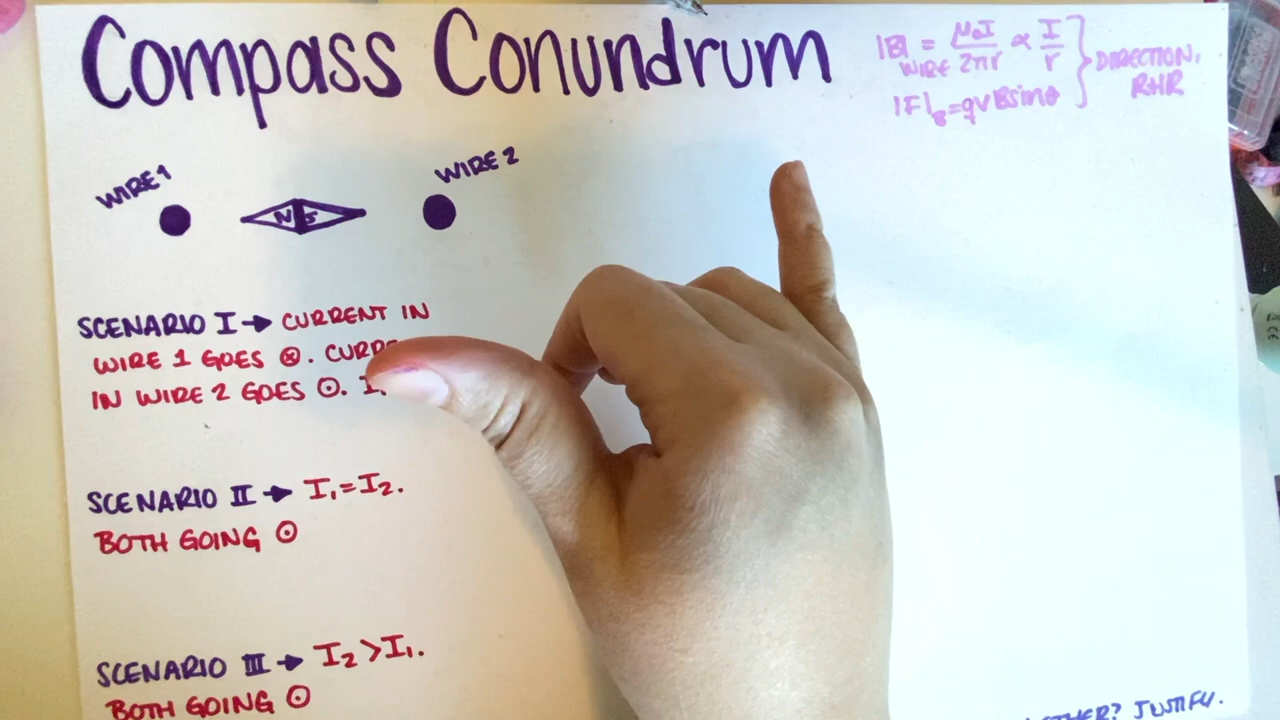 Compass Conundrum
|B| = μ₀I ∝ I
WIRE 2πr r
|F|_B = qvBsinθ
DIRECTION,
RHR
WIRE 1
WIRE 2
N S
SCENARIO I → CURRENT IN
WIRE 1 GOES ⊗. CURR
IN WIRE 2 GOES ⊙. I
SCENARIO II → I₁=I₂.
BOTH GOING ⊙
SCENARIO III → I₂>I₁.
BOTH GOING ⊙
JUSTIFY.